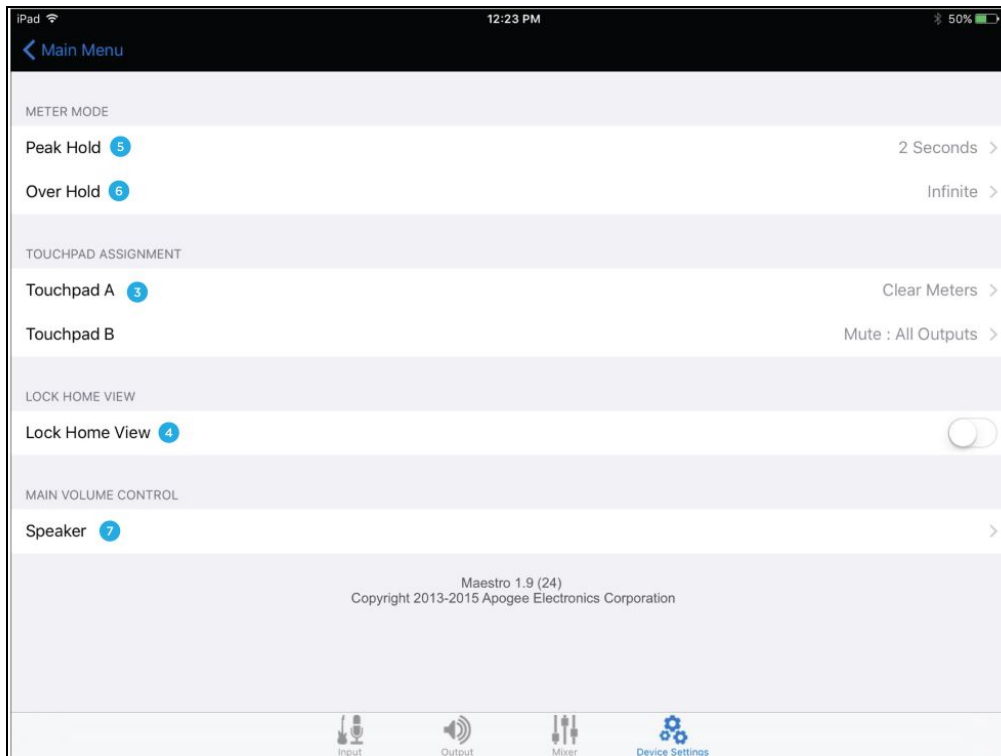 iPad 12:23 PM 50%
Main Menu
METER MODE
Peak Hold 5 2 Seconds
Over Hold 6 Infinite
TOUCHPAD ASSIGNMENT
Touchpad A 3 Clear Meters
Touchpad B Mute : All Outputs
LOCK HOME VIEW
Lock Home View 4
MAIN VOLUME CONTROL
Speaker 7
Maestro 1.9 (24)
Copyright 2013-2015 Apogee Electronics Corporation
Input Output Mixer Device Settings